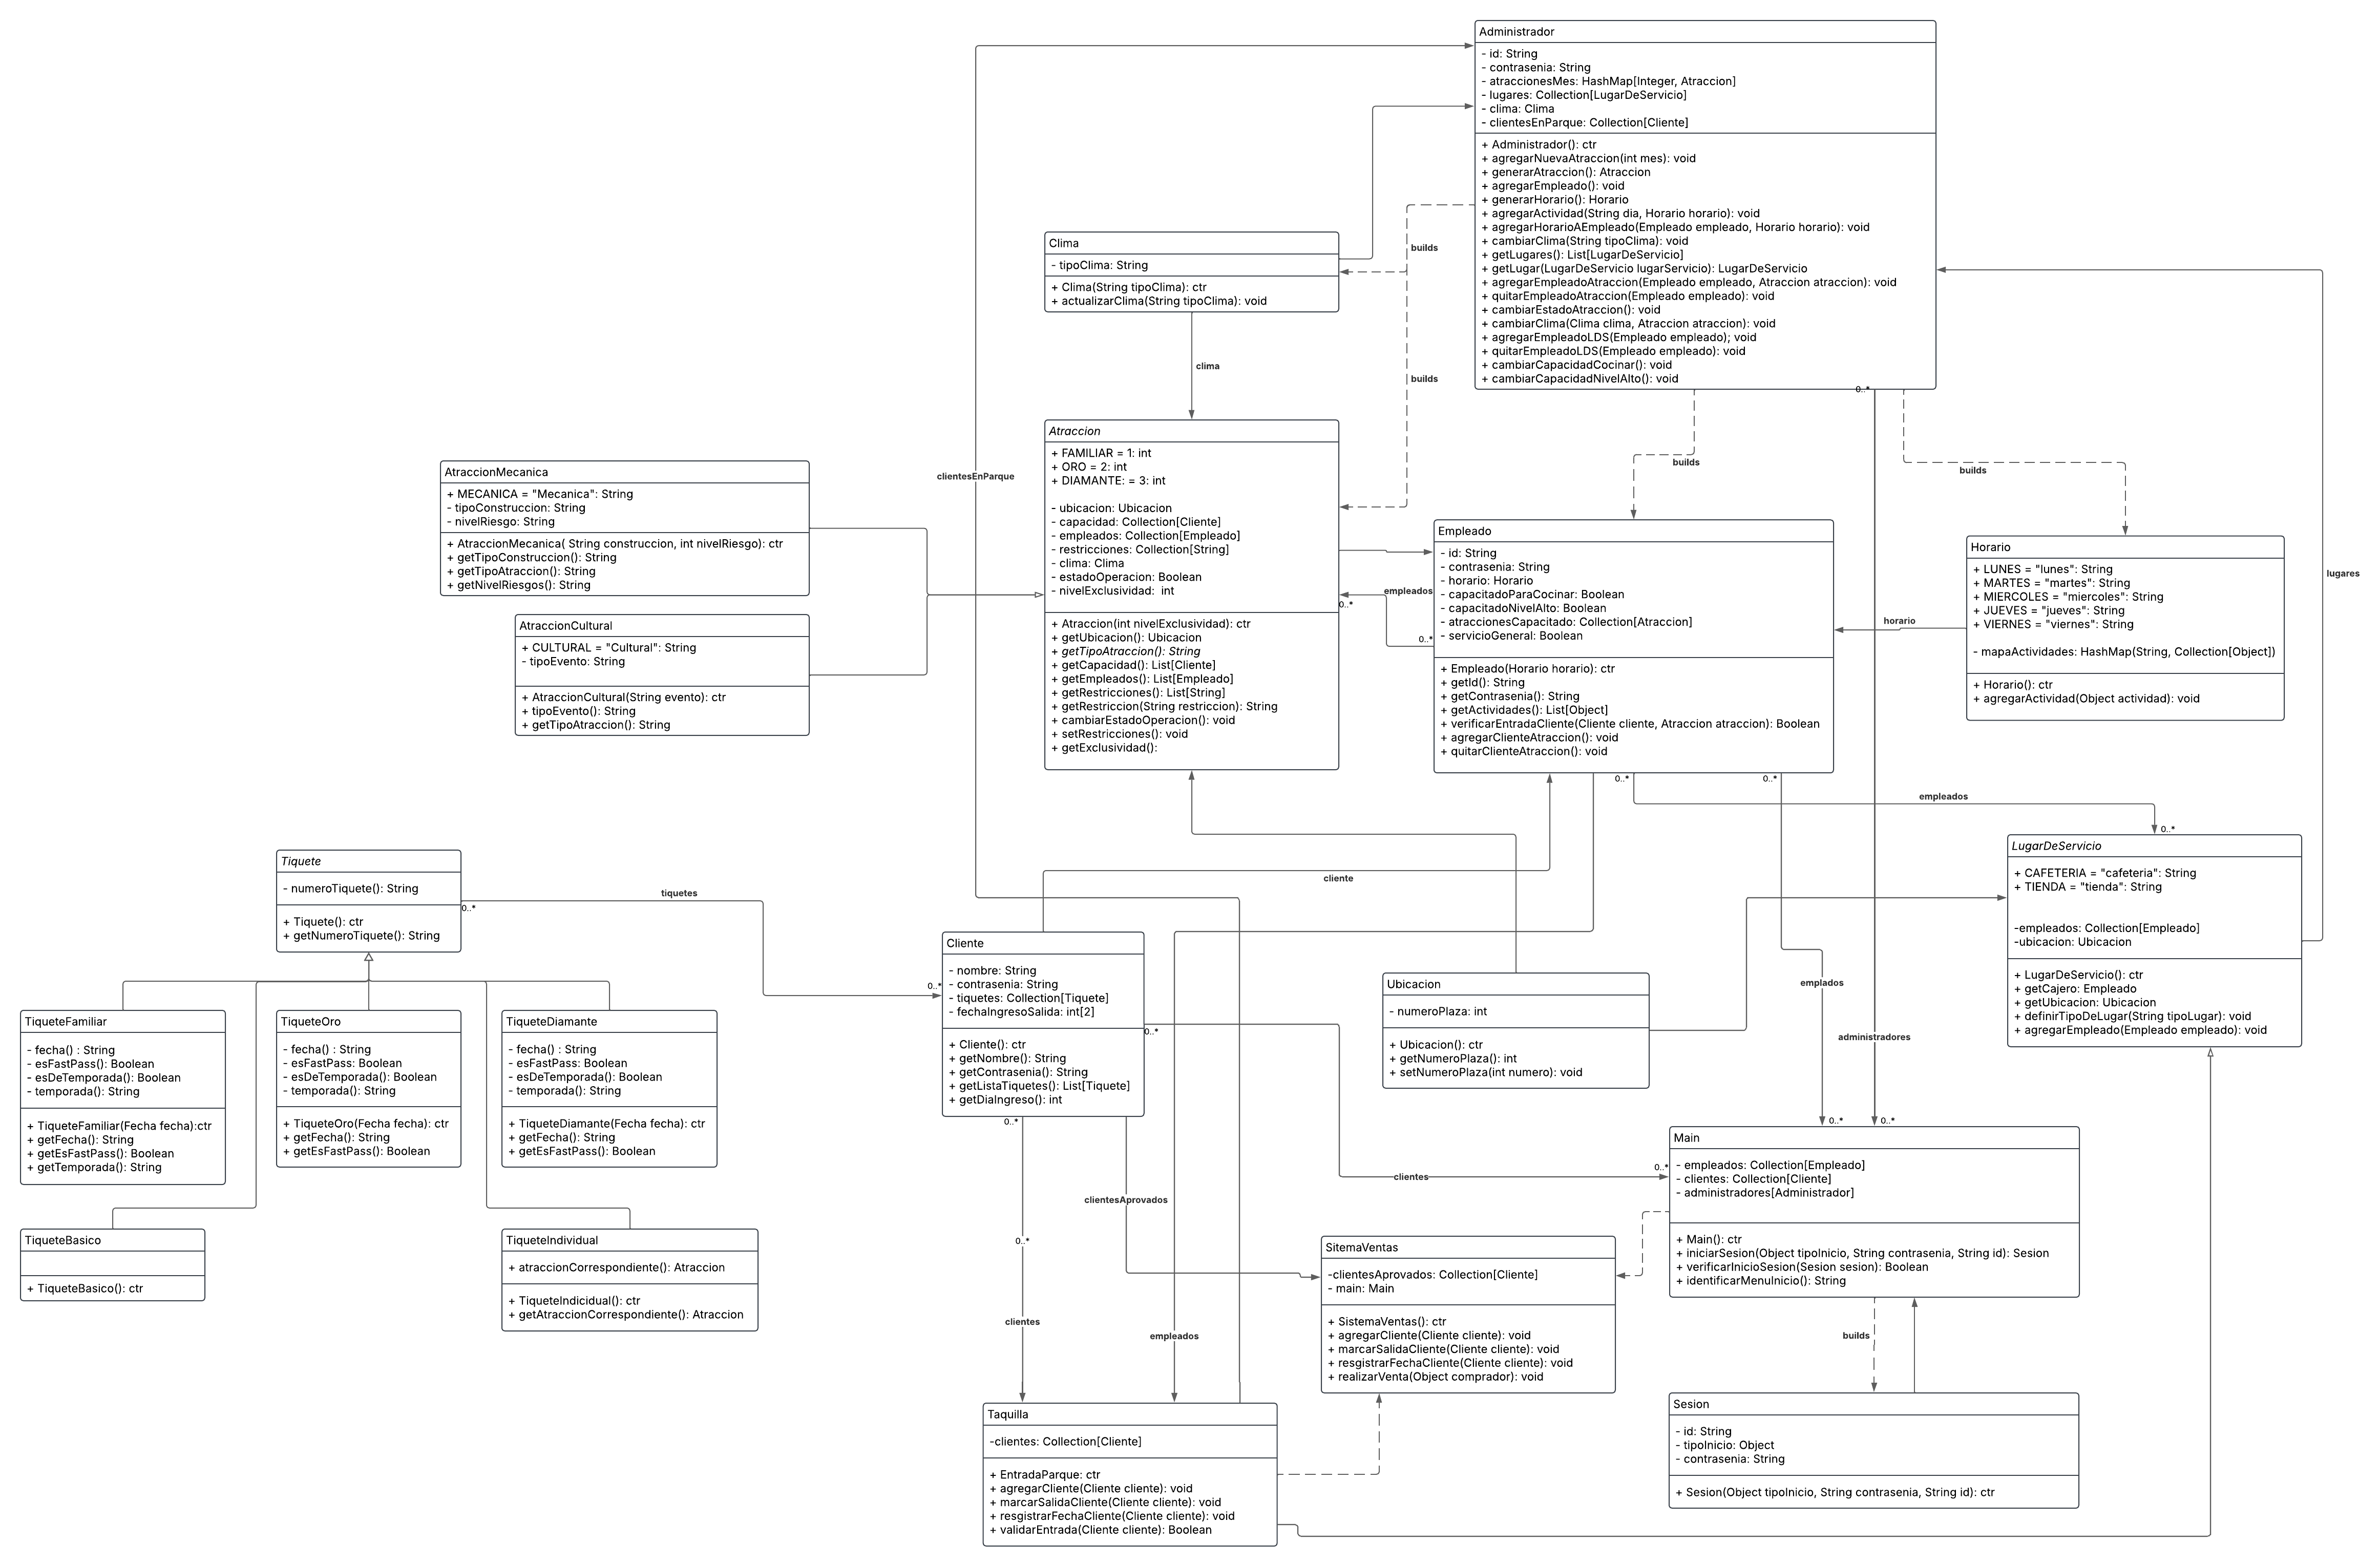 Administrador
- id: String
- contrasenia: String
- atraccionesMes: HashMap[Integer, Atraccion]
- lugares: Collection[LugarDeServicio]
- clima: Clima
- clientesEnParque: Collection[Cliente]
+ Administrador(): ctr
+ agregarNuevaAtraccion(int mes): void
+ generarAtraccion(): Atraccion
+ agregarEmpleado(): void
+ generarHorario(): Horario
+ agregarActividad(String dia, Horario horario): void
+ agregarHorarioAEmpleado(Empleado empleado, Horario horario): void
+ cambiarClima(String tipoClima): void
+ getLugares(): List[LugarDeServicio]
+ getLugar(LugarDeServicio lugarServicio): LugarDeServicio
+ agregarEmpleadoAtraccion(Empleado empleado, Atraccion atraccion): void
+ quitarEmpleadoAtraccion(Empleado empleado): void
+ cambiarEstadoAtraccion(): void
+ cambiarClima(Clima clima, Atraccion atraccion): void
+ agregarEmpleadoLDS(Empleado empleado); void
+ quitarEmpleadoLDS(Empleado empleado): void
+ cambiarCapacidadCocinar(): void
+ cambiarCapacidadNivelAlto(): void
0..*
Clima
- tipoClima: String
+ Clima(String tipoClima): ctr
+ actualizarClima(String tipoClima): void
builds
builds
clima
builds
builds
clientesEnParque
Atraccion
+ FAMILIAR = 1: int
+ ORO = 2: int
+ DIAMANTE: = 3: int
- ubicacion: Ubicacion
- capacidad: Collection[Cliente]
- empleados: Collection[Empleado]
- restricciones: Collection[String]
- clima: Clima
- estadoOperacion: Boolean
- nivelExclusividad:  int
+ Atraccion(int nivelExclusividad): ctr
+ getUbicacion(): Ubicacion
+ getTipoAtraccion(): String
+ getCapacidad(): List[Cliente]
+ getEmpleados(): List[Empleado]
+ getRestricciones(): List[String]
+ getRestriccion(String restriccion): String
+ cambiarEstadoOperacion(): void
+ setRestricciones(): void
+ getExclusividad():
AtraccionMecanica
+ MECANICA = "Mecanica": String
- tipoConstruccion: String
- nivelRiesgo: String
+ AtraccionMecanica( String construccion, int nivelRiesgo): ctr
+ getTipoConstruccion(): String
+ getTipoAtraccion(): String
+ getNivelRiesgos(): String
AtraccionCultural
+ CULTURAL = "Cultural": String
- tipoEvento: String
+ AtraccionCultural(String evento): ctr
+ tipoEvento(): String
+ getTipoAtraccion(): String
empleados
0..*
0..*
Empleado
- id: String
- contrasenia: String
- horario: Horario
- capacitadoParaCocinar: Boolean
- capacitadoNivelAlto: Boolean
- atraccionesCapacitado: Collection[Atraccion]
- servicioGeneral: Boolean
+ Empleado(Horario horario): ctr
+ getId(): String
+ getContrasenia(): String
+ getActividades(): List[Object]
+ verificarEntradaCliente(Cliente cliente, Atraccion atraccion): Boolean
+ agregarClienteAtraccion(): void
+ quitarClienteAtraccion(): void
0..*
0..*
horario
Horario
+ LUNES = "lunes": String
+ MARTES = "martes": String
+ MIERCOLES = "miercoles": String
+ JUEVES = "jueves": String
+ VIERNES = "viernes": String
- mapaActividades: HashMap(String, Collection[Object])
+ Horario(): ctr
+ agregarActividad(Object actividad): void
lugares
empleados
0..*
LugarDeServicio
+ CAFETERIA = "cafeteria": String
+ TIENDA = "tienda": String
-empleados: Collection[Empleado]
-ubicacion: Ubicacion
+ LugarDeServicio(): ctr
+ getCajero: Empleado
+ getUbicacion: Ubicacion
+ definirTipoDeLugar(String tipoLugar): void
+ agregarEmpleado(Empleado empleado): void
cliente
Tiquete
- numeroTiquete(): String
+ Tiquete(): ctr
+ getNumeroTiquete(): String
0..*
tiquetes
0..*
TiqueteFamiliar
- fecha() : String
- esFastPass(): Boolean
- esDeTemporada(): Boolean
- temporada(): String
+ TiqueteFamiliar(Fecha fecha):ctr
+ getFecha(): String
+ getEsFastPass(): Boolean
+ getTemporada(): String
TiqueteOro
- fecha() : String
- esFastPass: Boolean
- esDeTemporada(): Boolean
- temporada(): String
+ TiqueteOro(Fecha fecha): ctr
+ getFecha(): String
+ getEsFastPass(): Boolean
TiqueteDiamante
- fecha() : String
- esFastPass: Boolean
- esDeTemporada(): Boolean
- temporada(): String
+ TiqueteDiamante(Fecha fecha): ctr
+ getFecha(): String
+ getEsFastPass(): Boolean
TiqueteBasico
+ TiqueteBasico(): ctr
TiqueteIndividual
+ atraccionCorrespondiente(): Atraccion
+ TiqueteIndicidual(): ctr
+ getAtraccionCorrespondiente(): Atraccion
Cliente
- nombre: String
- contrasenia: String
- tiquetes: Collection[Tiquete]
- fechaIngresoSalida: int[2]
+ Cliente(): ctr
+ getNombre(): String
+ getContrasenia(): String
+ getListaTiquetes(): List[Tiquete]
+ getDiaIngreso(): int
0..*
0..*
Ubicacion
- numeroPlaza: int
+ Ubicacion(): ctr
+ getNumeroPlaza(): int
+ setNumeroPlaza(int numero): void
emplados
administradores
0..*
0..*
0..*
clientes
Main
- empleados: Collection[Empleado]
- clientes: Collection[Cliente]
- administradores[Administrador]
+ Main(): ctr
+ iniciarSesion(Object tipoInicio, String contrasenia, String id): Sesion
+ verificarInicioSesion(Sesion sesion): Boolean
+ identificarMenuInicio(): String
clientesAprovados
0..*
clientes
empleados
SitemaVentas
-clientesAprovados: Collection[Cliente]
- main: Main
+ SistemaVentas(): ctr
+ agregarCliente(Cliente cliente): void
+ marcarSalidaCliente(Cliente cliente): void
+ resgistrarFechaCliente(Cliente cliente): void
+ realizarVenta(Object comprador): void
builds
Taquilla
-clientes: Collection[Cliente]
+ EntradaParque: ctr
+ agregarCliente(Cliente cliente): void
+ marcarSalidaCliente(Cliente cliente): void
+ resgistrarFechaCliente(Cliente cliente): void
+ validarEntrada(Cliente cliente): Boolean
Sesion
- id: String
- tipoInicio: Object
- contrasenia: String
+ Sesion(Object tipoInicio, String contrasenia, String id): ctr